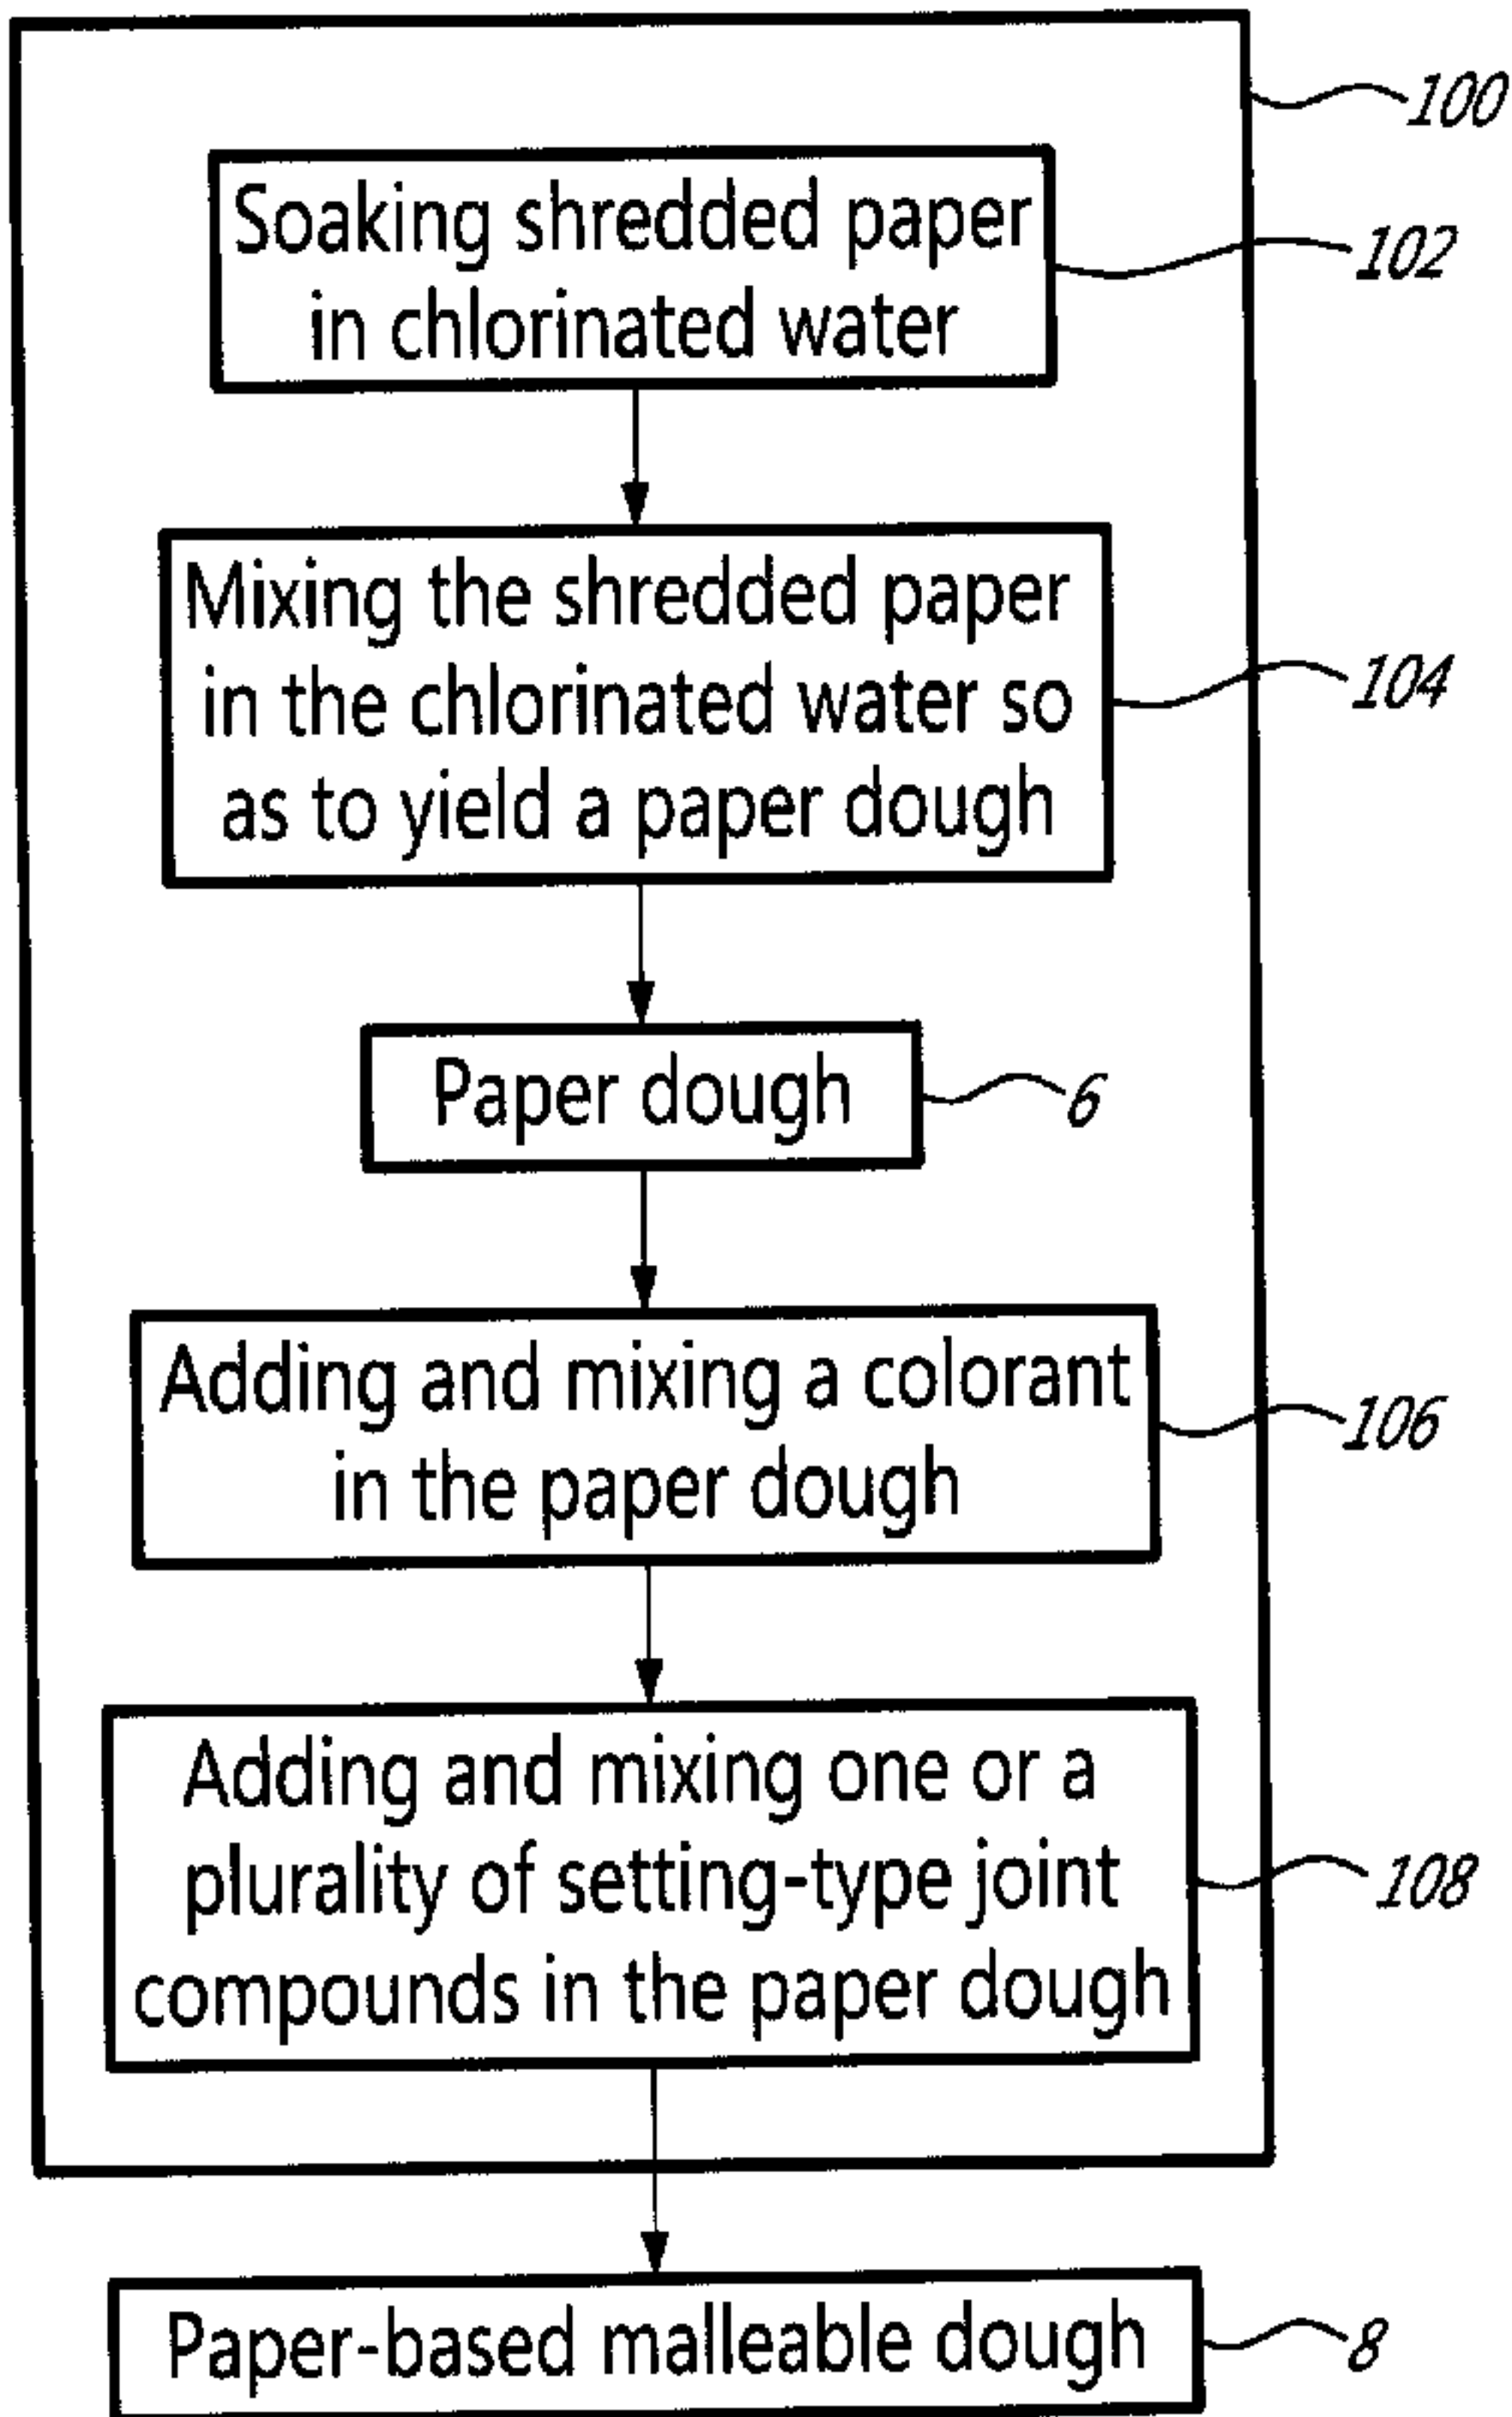 100
Soaking shredded paper
in chlorinated water
102
Mixing the shredded paper
in the chlorinated water so
as to yield a paper dough
104
Paper dough
6
Adding and mixing a colorant
in the paper dough
106
Adding and mixing one or a
plurality of setting-type joint
compounds in the paper dough
108
Paper-based malleable dough
8